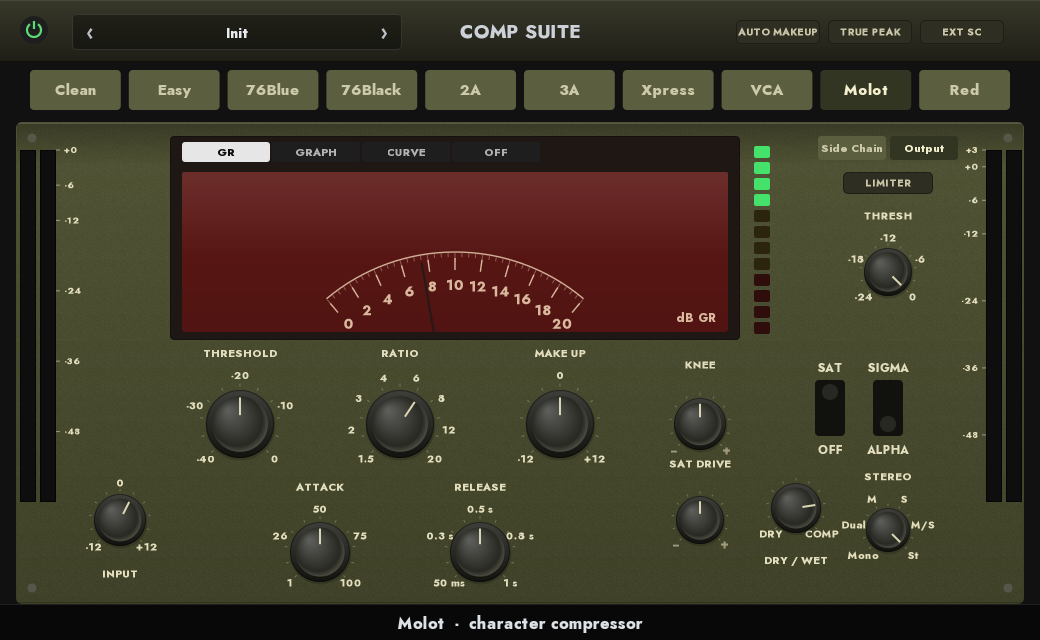 ‹ Init ›
COMP SUITE
AUTO MAKEUP TRUE PEAK EXT SC
Clean Easy 76Blue 76Black 2A 3A Xpress VCA Molot Red
GR GRAPH CURVE OFF
Side Chain Output
LIMITER
THRESH
-24 -18 -12 -6 0
+0
-6
-12
-24
-36
-48
0 2 4 6 8 10 12 14 16 18 20
dB GR
+3
+0
-6
-12
-24
-36
-48
THRESHOLD
-40 -30 -20 -10 0
RATIO
1.5 2 3 4 6 8 12 20
MAKE UP
-12 0 +12
KNEE
- +
SAT SIGMA
OFF ALPHA
SAT DRIVE
- +
INPUT
-12 0 +12
ATTACK
1 26 50 75 100
RELEASE
50 ms 0.3 s 0.5 s 0.8 s 1 s
DRY COMP
DRY / WET
STEREO
Mono Dual M S M/S St
Molot · character compressor